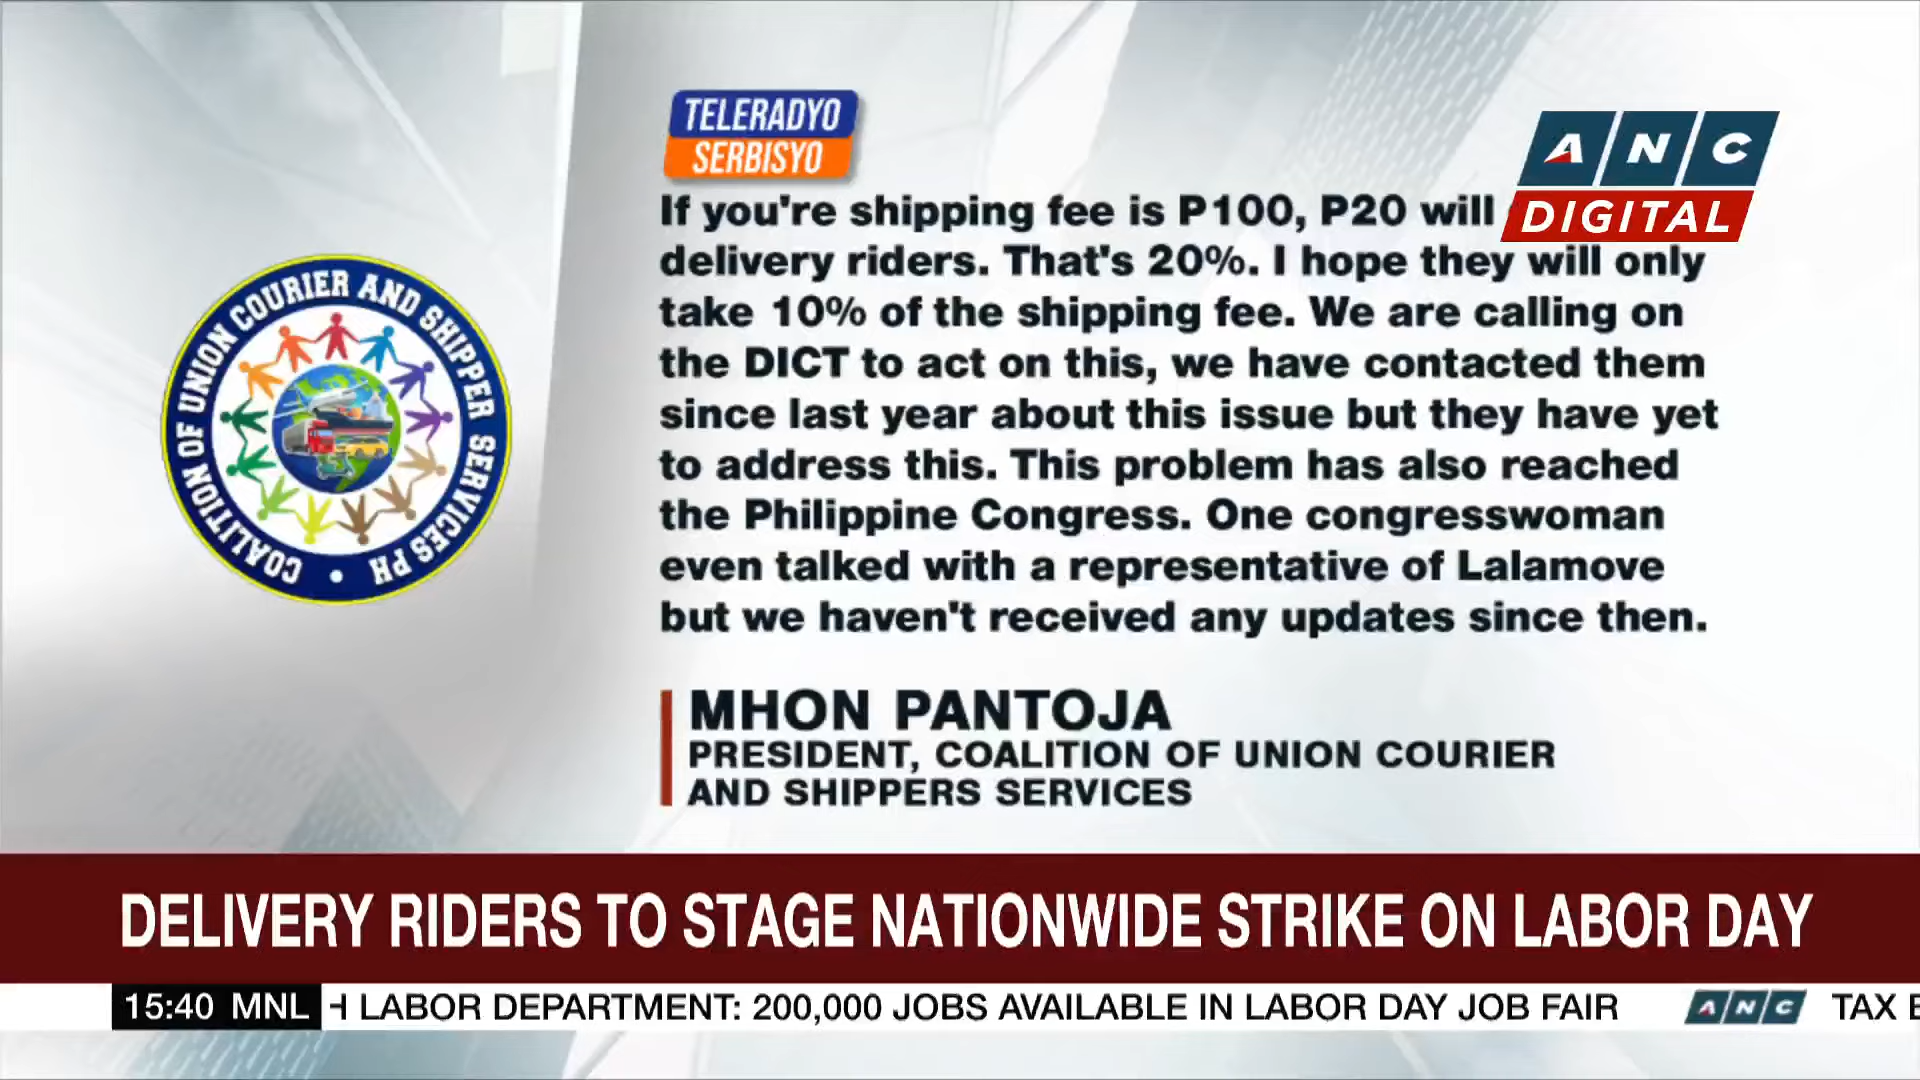 TELERADYO
SERBISYO
ANC
DIGITAL
If you're shipping fee is P100, P20 will
delivery riders. That's 20%. I hope they will only
take 10% of the shipping fee. We are calling on
the DICT to act on this, we have contacted them
since last year about this issue but they have yet
to address this. This problem has also reached
the Philippine Congress. One congresswoman
even talked with a representative of Lalamove
but we haven't received any updates since then.
COALITION OF UNION COURIER AND SHIPPER SERVICES PH
MHON PANTOJA
PRESIDENT, COALITION OF UNION COURIER
AND SHIPPERS SERVICES
DELIVERY RIDERS TO STAGE NATIONWIDE STRIKE ON LABOR DAY
15:40 MNL
LABOR DEPARTMENT: 200,000 JOBS AVAILABLE IN LABOR DAY JOB FAIR
ANC
TAX